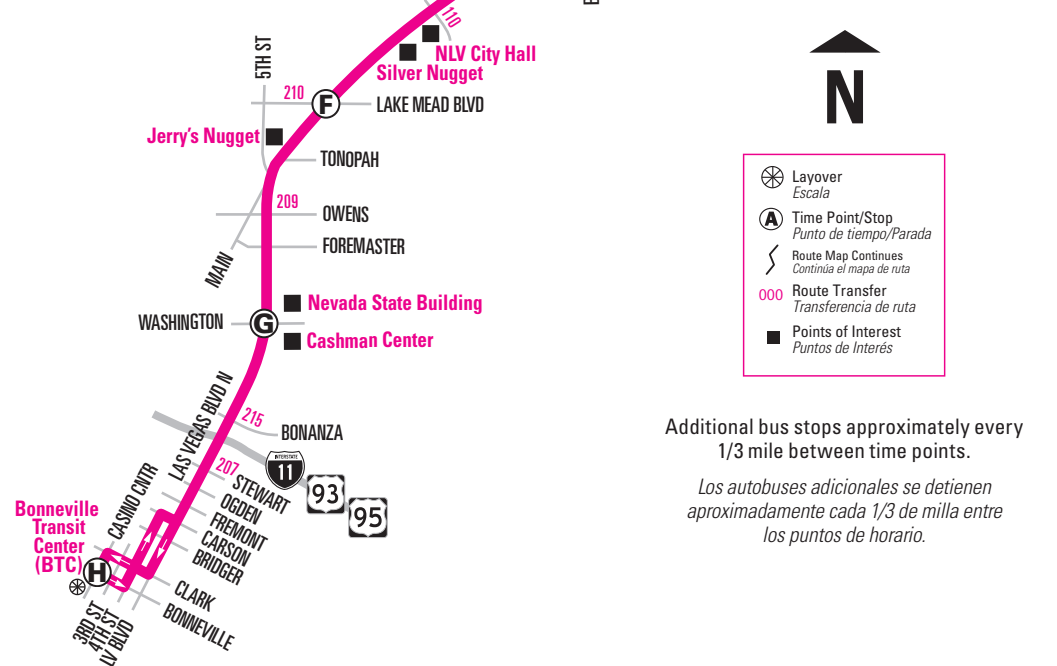 110
NLV City Hall
Silver Nugget
5TH ST
210
F
LAKE MEAD BLVD
Jerry's Nugget
TONOPAH
209
OWENS
FOREMASTER
MAIN
Nevada State Building
WASHINGTON
G
Cashman Center
LAS VEGAS BLVD N
215
BONANZA
INTERSTATE
11
93
95
207
STEWART
OGDEN
FREMONT
CARSON
BRIDGER
CASINO CNTR
Bonneville
Transit
Center
(BTC)
H
CLARK
BONNEVILLE
3RD ST
4TH ST
LV BLVD
N
Layover
Escala
A
Time Point/Stop
Punto de tiempo/Parada
Route Map Continues
Continúa el mapa de ruta
000
Route Transfer
Transferencia de ruta
Points of Interest
Puntos de Interés
Additional bus stops approximately every
1/3 mile between time points.
Los autobuses adicionales se detienen
aproximadamente cada 1/3 de milla entre
los puntos de horario.